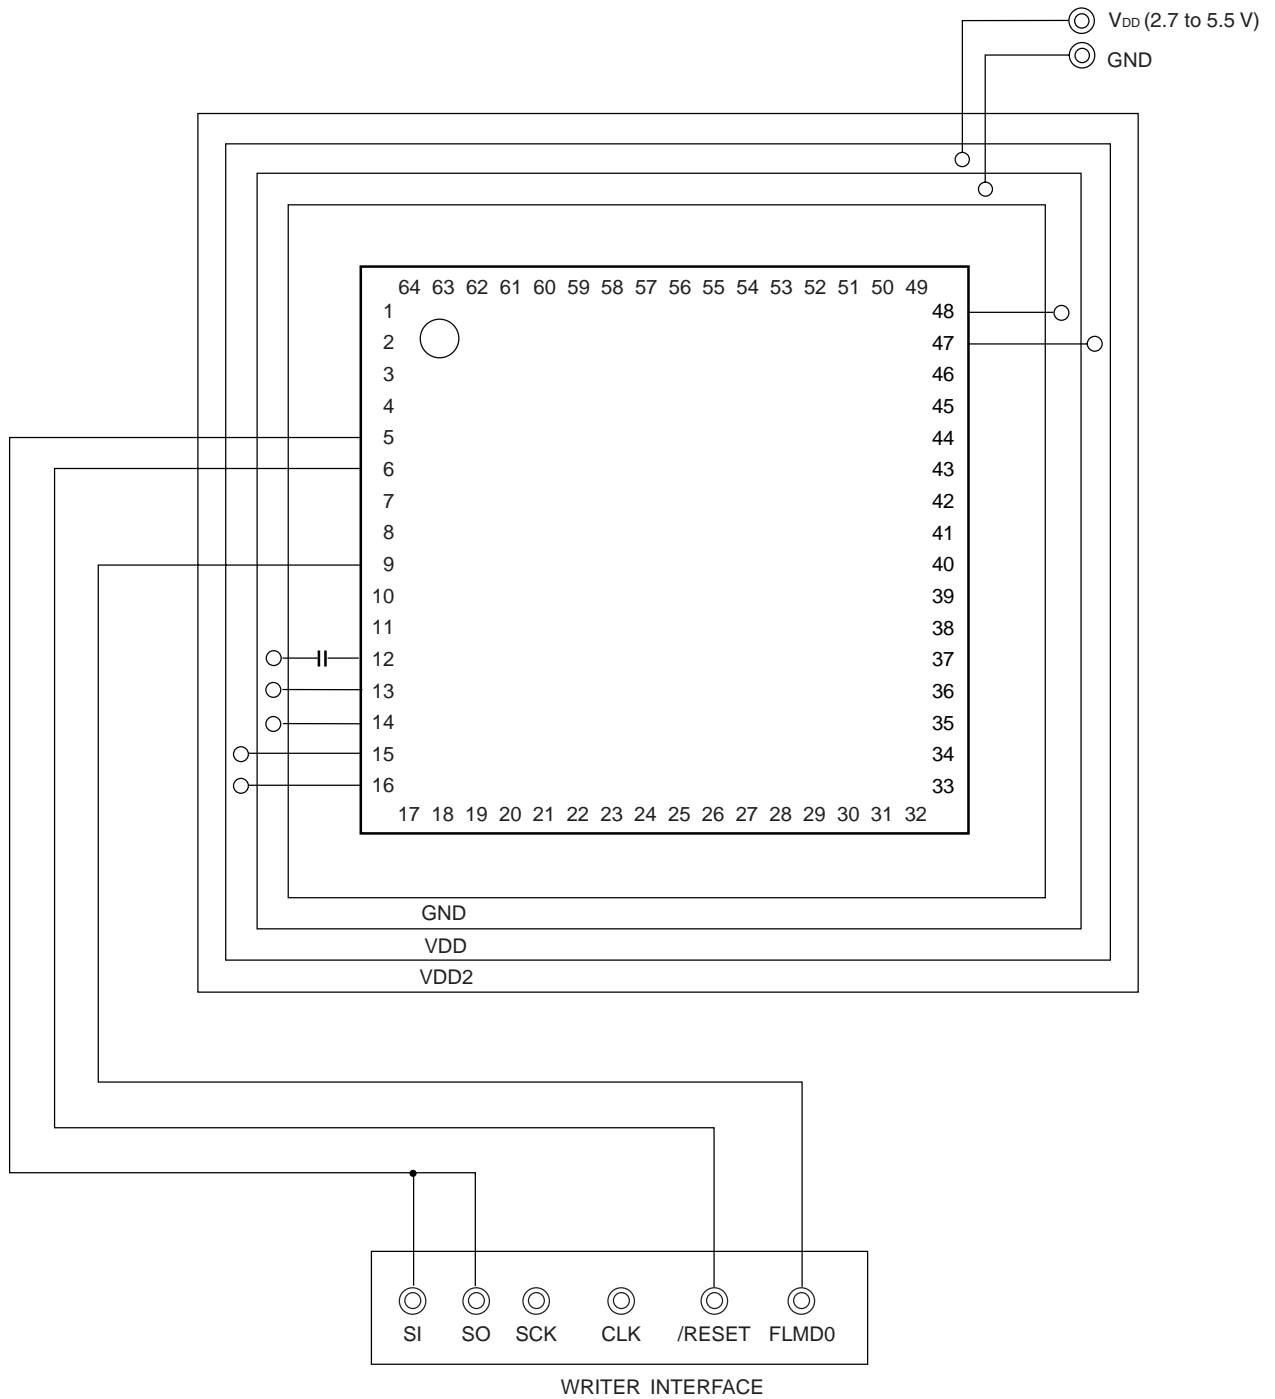 VDD (2.7 to 5.5 V)
GND
64 63 62 61 60 59 58 57 56 55 54 53 52 51 50 49
1 48
2 47
3 46
4 45
5 44
6 43
7 42
8 41
9 40
10 39
11 38
12 37
13 36
14 35
15 34
16 33
17 18 19 20 21 22 23 24 25 26 27 28 29 30 31 32
GND
VDD
VDD2
SI SO SCK CLK /RESET FLMD0
WRITER INTERFACE